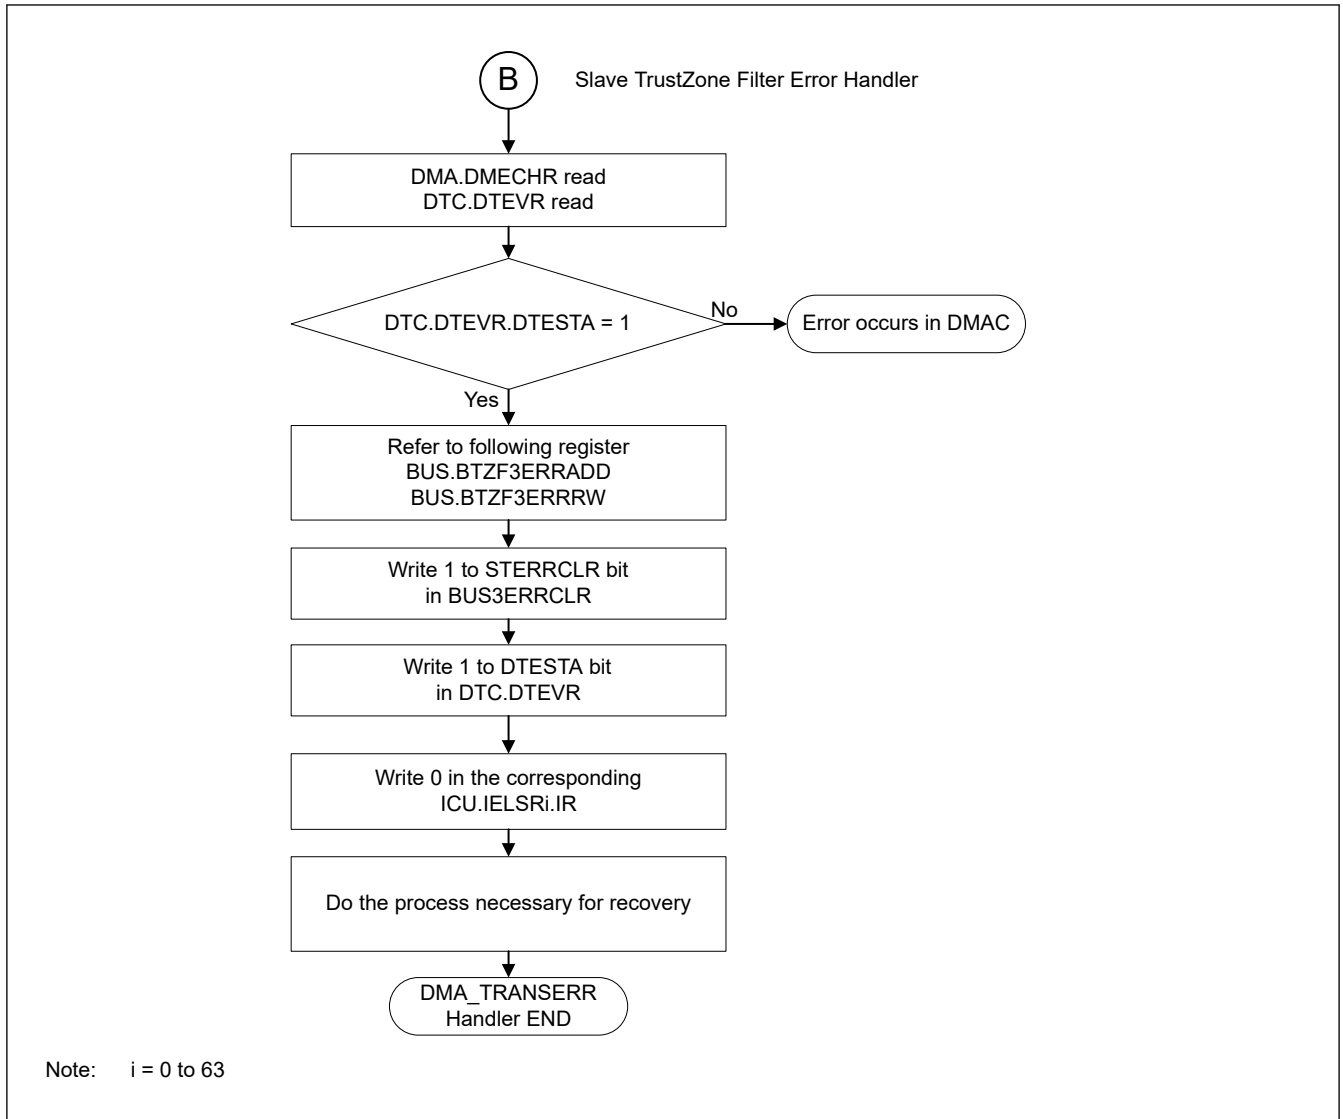 B
Slave TrustZone Filter Error Handler
DMA.DMECHR read
DTC.DTEVR read
DTC.DTEVR.DTESTA = 1
No
Error occurs in DMAC
Yes
Refer to following register
BUS.BTZF3ERRADD
BUS.BTZF3ERRRW
Write 1 to STERRCLR bit
in BUS3ERRCLR
Write 1 to DTESTA bit
in DTC.DTEVR
Write 0 in the corresponding
ICU.IELSRi.IR
Do the process necessary for recovery
DMA_TRANSERR
Handler END
Note: i = 0 to 63